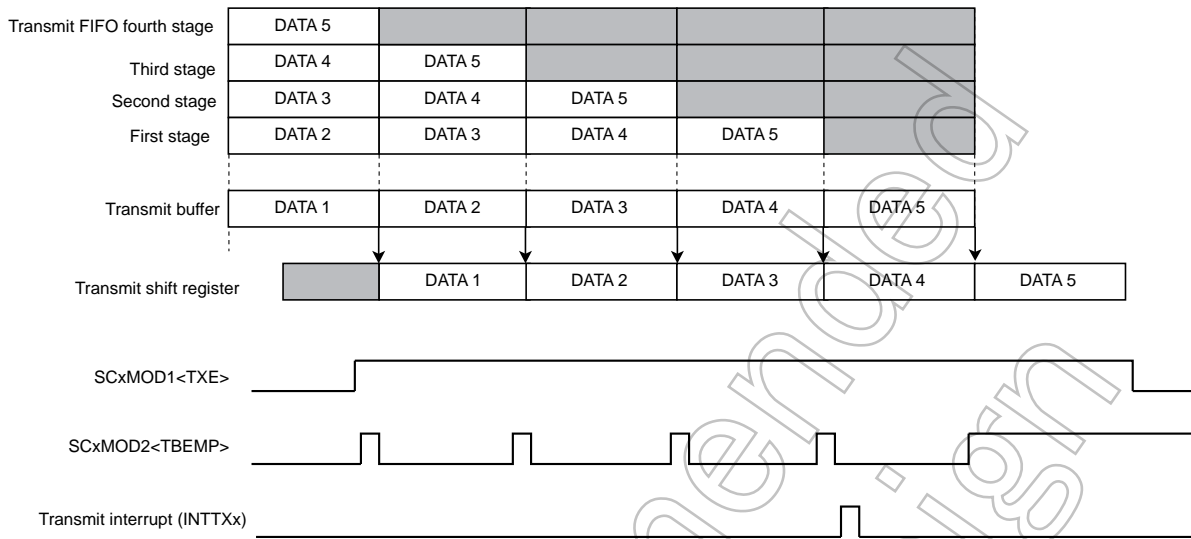 Transmit FIFO fourth stage DATA 5
Third stage DATA 4 DATA 5
Second stage DATA 3 DATA 4 DATA 5
First stage DATA 2 DATA 3 DATA 4 DATA 5
Transmit buffer DATA 1 DATA 2 DATA 3 DATA 4 DATA 5
Transmit shift register DATA 1 DATA 2 DATA 3 DATA 4 DATA 5
SCxMOD1<TXE>
SCxMOD2<TBEMP>
Transmit interrupt (INTTXx)